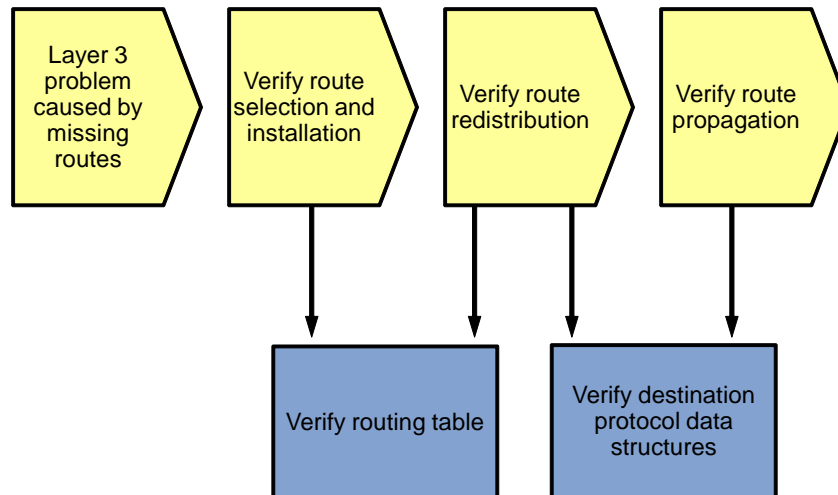 Layer 3
problem
caused by
missing
routes
Verify route
selection and
installation
Verify route
redistribution
Verify route
propagation
Verify routing table
Verify destination
protocol data
structures